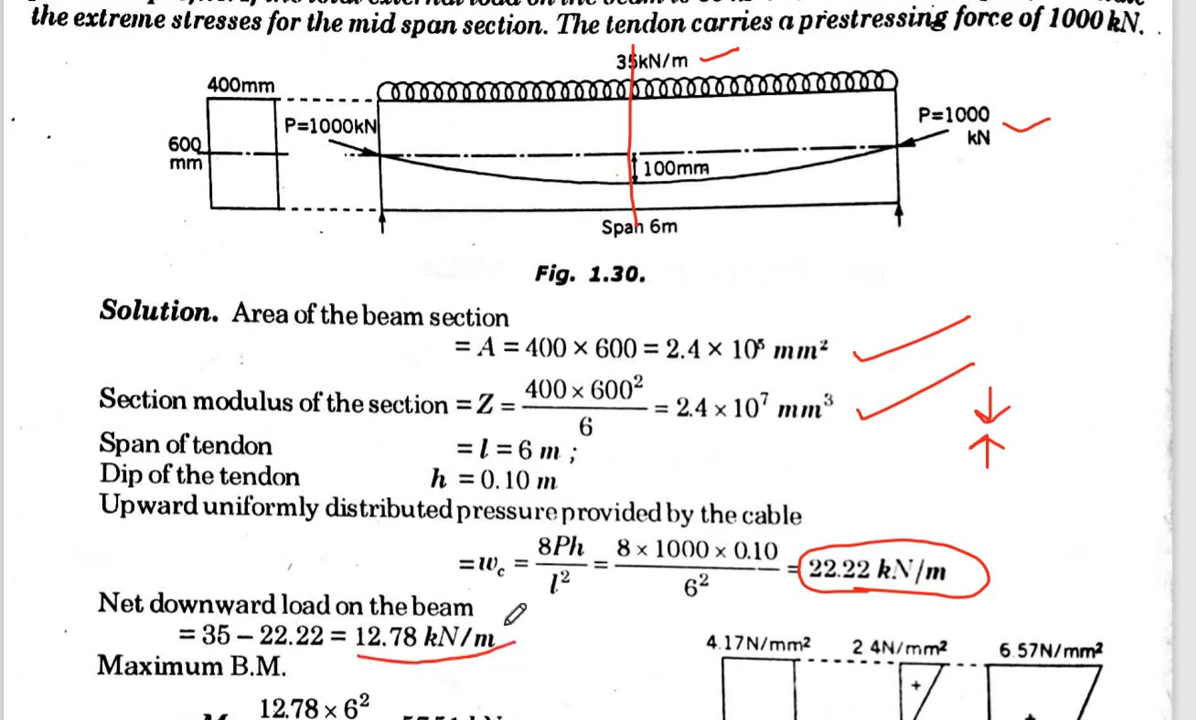 the extreme stresses for the mid span section. The tendon carries a prestressing force of 1000 kN.
35kN/m
400mm
P=1000kN
P=1000
kN
600
mm
100mm
Span 6m
Fig. 1.30.
Solution. Area of the beam section
= A = 400 × 600 = 2.4 × 10⁵ mm²
Section modulus of the section = Z = 400 × 600² / 6 = 2.4 × 10⁷ mm³
Span of tendon = l = 6 m ;
Dip of the tendon h = 0.10 m
Upward uniformly distributed pressure provided by the cable
= w_c = 8Ph / l² = 8 × 1000 × 0.10 / 6² = 22.22 kN/m
Net downward load on the beam
= 35 – 22.22 = 12.78 kN/m
Maximum B.M.
4.17N/mm² 2 4N/mm² 6 57N/mm²
+
12.78 × 6²